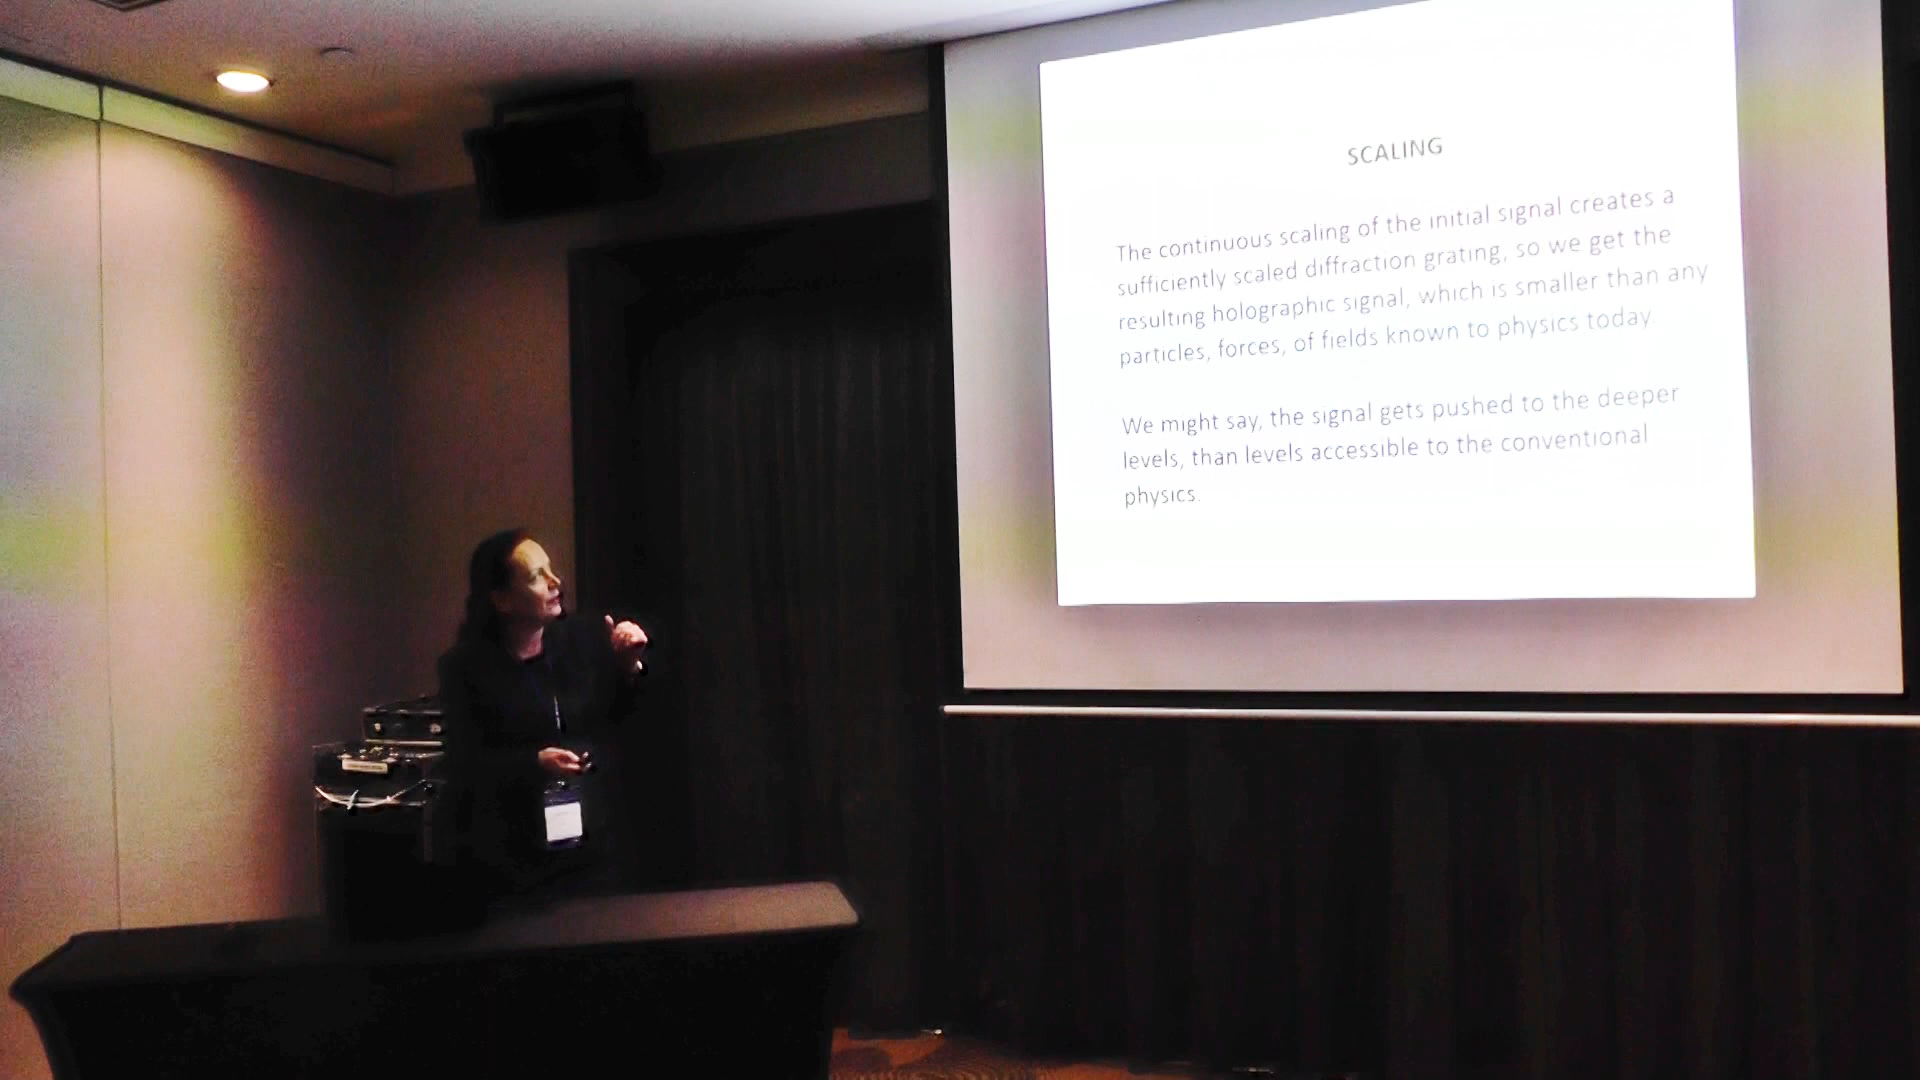 SCALING
The continuous scaling of the initial signal creates a
sufficiently scaled diffraction grating, so we get the
resulting holographic signal, which is smaller than any
particles, forces, of fields known to physics today.
We might say, the signal gets pushed to the deeper
levels, than levels accessible to the conventional
physics.